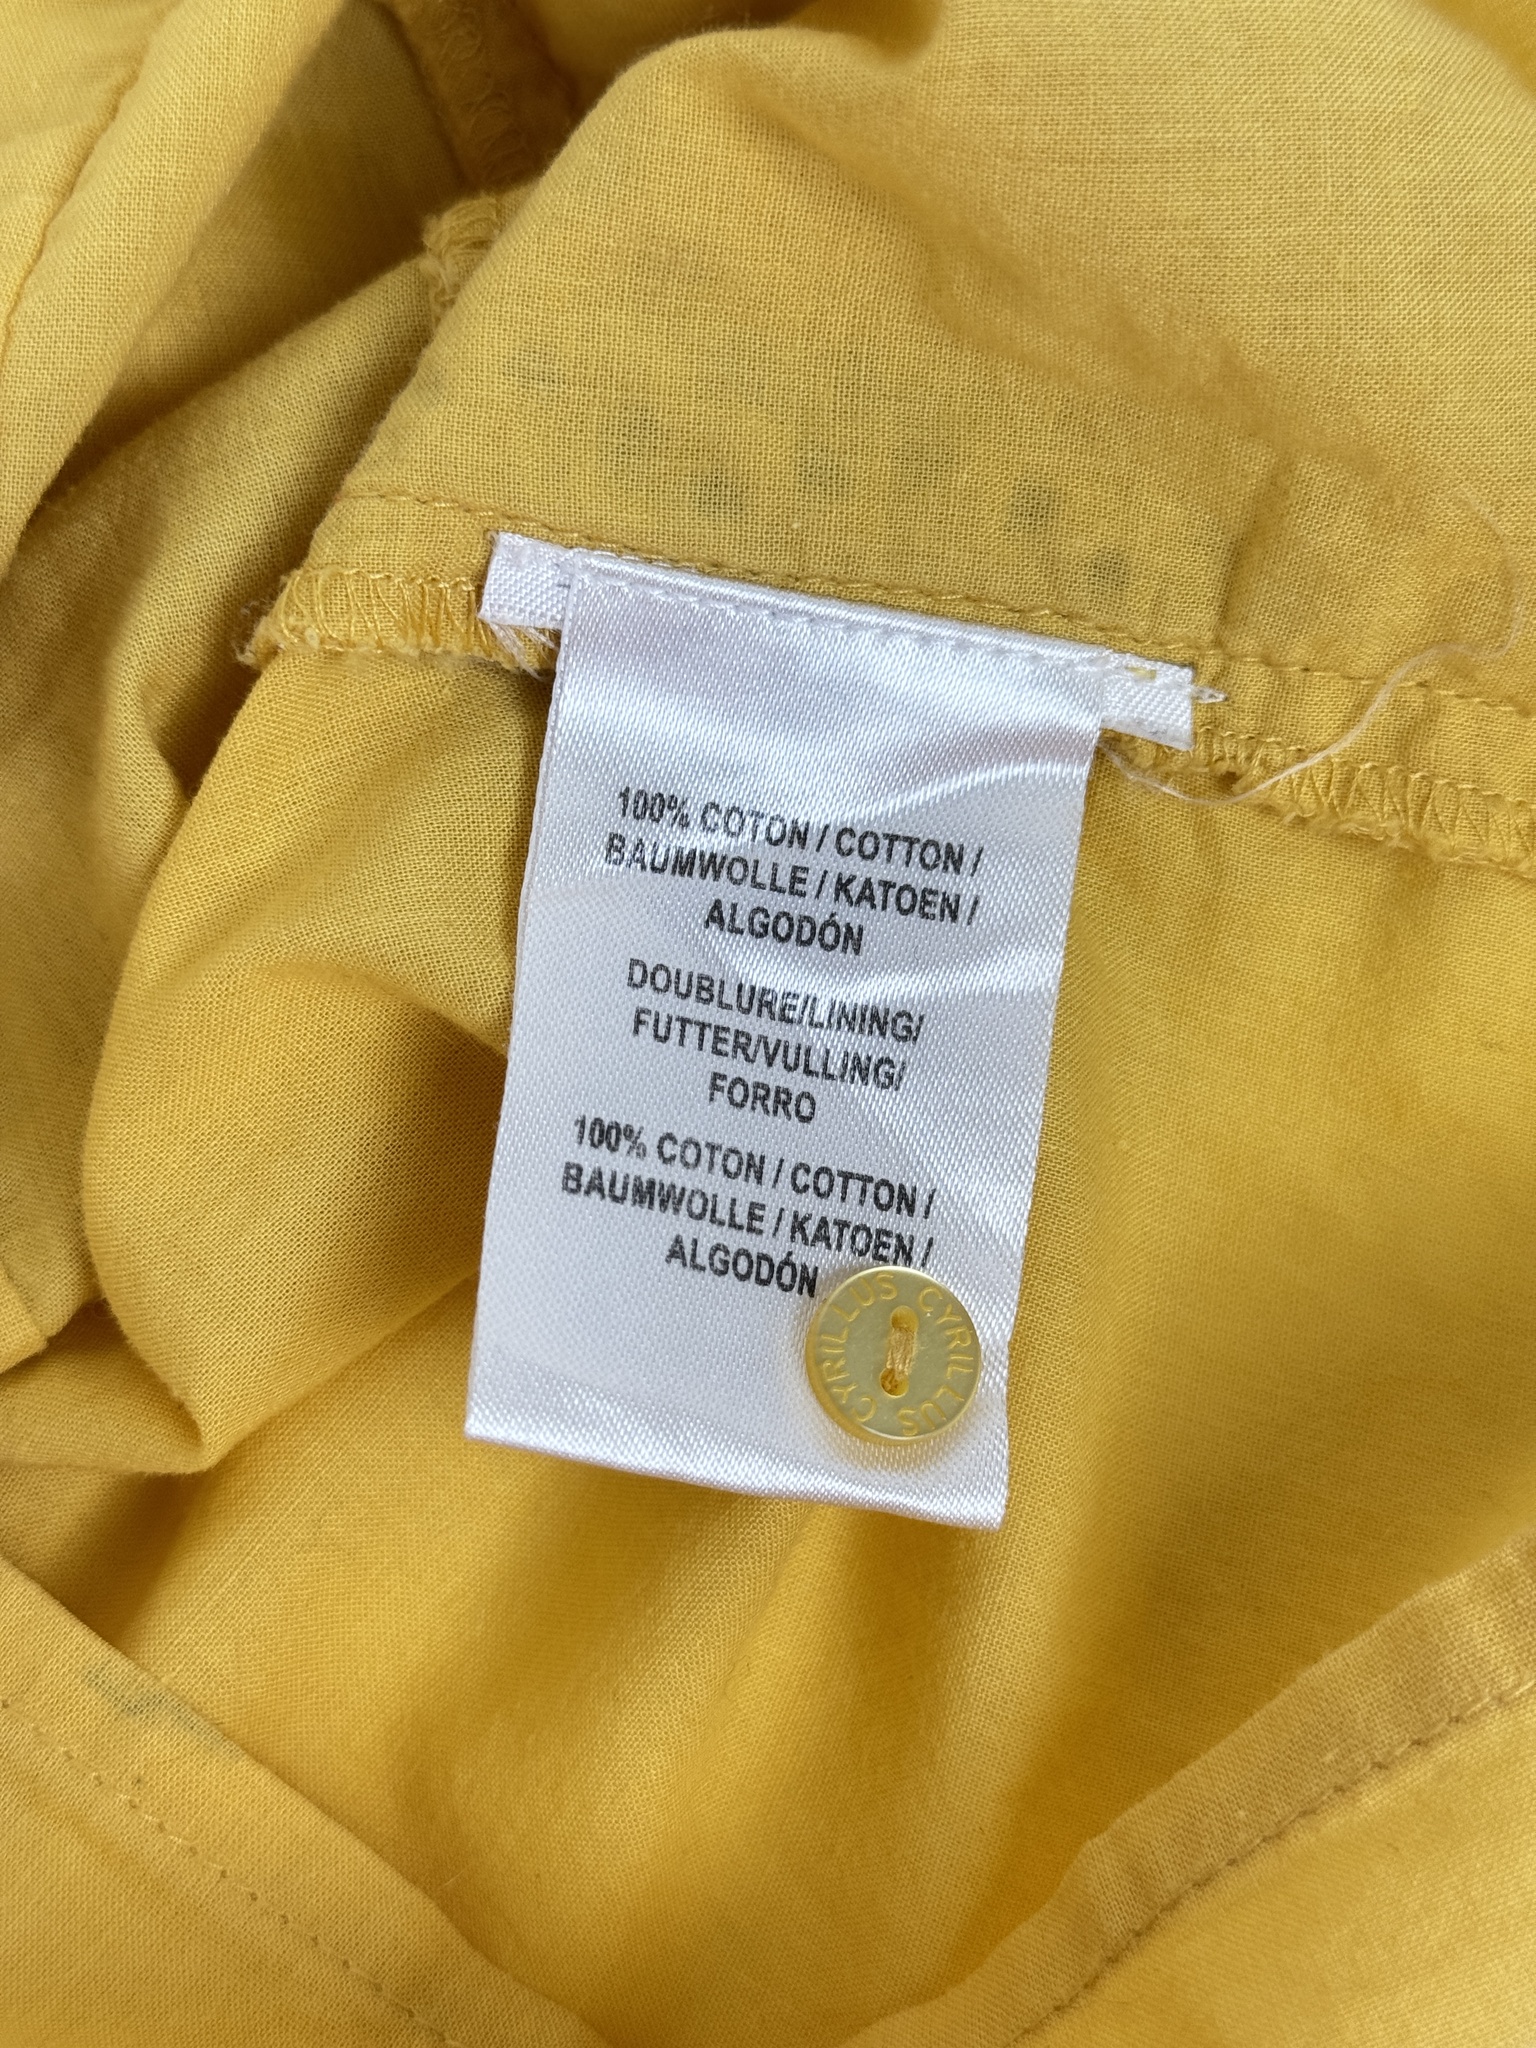 100% COTON / COTTON /
BAUMWOLLE / KATOEN /
ALGODÓN
DOUBLURE/LINING/
FUTTER/VULLING/
FORRO
100% COTON / COTTON /
BAUMWOLLE / KATOEN /
ALGODÓN
CYRILLUS CYRILLUS